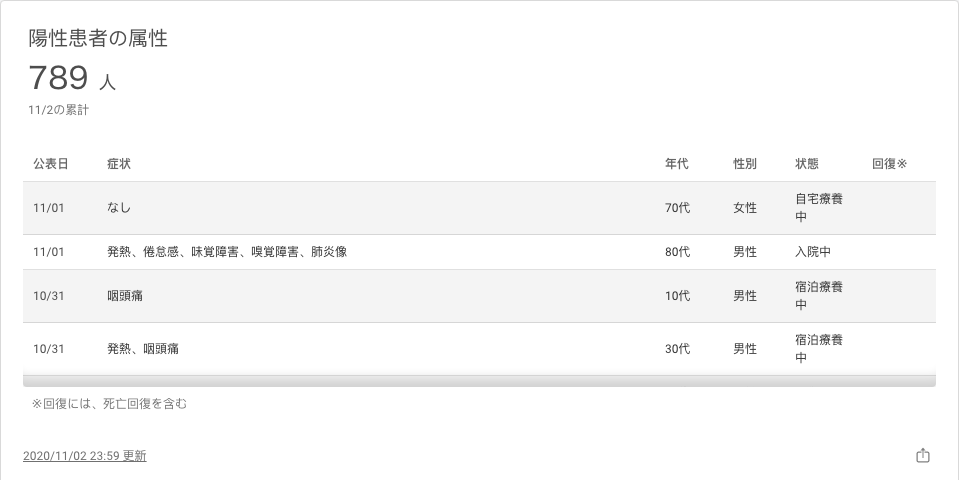 陽性患者の属性
789 人
11/2の累計
公表日 症状 年代 性別 状態 回復※
11/01 なし 70代 女性 自宅療養
中
11/01 発熱、倦怠感、味覚障害、嗅覚障害、肺炎像 80代 男性 入院中
10/31 咽頭痛 10代 男性 宿泊療養
中
10/31 発熱、咽頭痛 30代 男性 宿泊療養
中
※回復には、死亡回復を含む
2020/11/02 23:59 更新